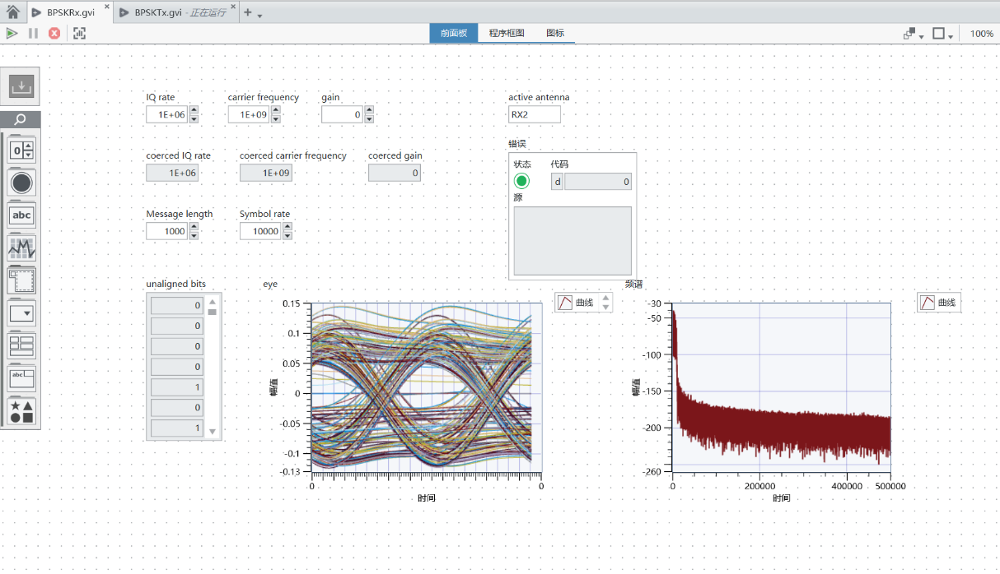 BPSKRx.gvi × BPSKTx.gvi - 正在运行 × +
前面板 程序框图 图标 100%
IQ rate carrier frequency gain active antenna
1E+06 1E+09 0 RX2
错误
coerced IQ rate coerced carrier frequency coerced gain 状态 代码
1E+06 1E+09 0 d 0
源
Message length Symbol rate
1000 10000
unaligned bits eye 频谱
0
0
0
0
1
0
1
曲线
0.15
0.1
0.05
0
-0.05
-0.1
-0.13
幅值
0 0
时间
曲线
-30
-50
-100
-150
-200
-260
幅值
0 200000 400000 500000
时间
0
abc
abc